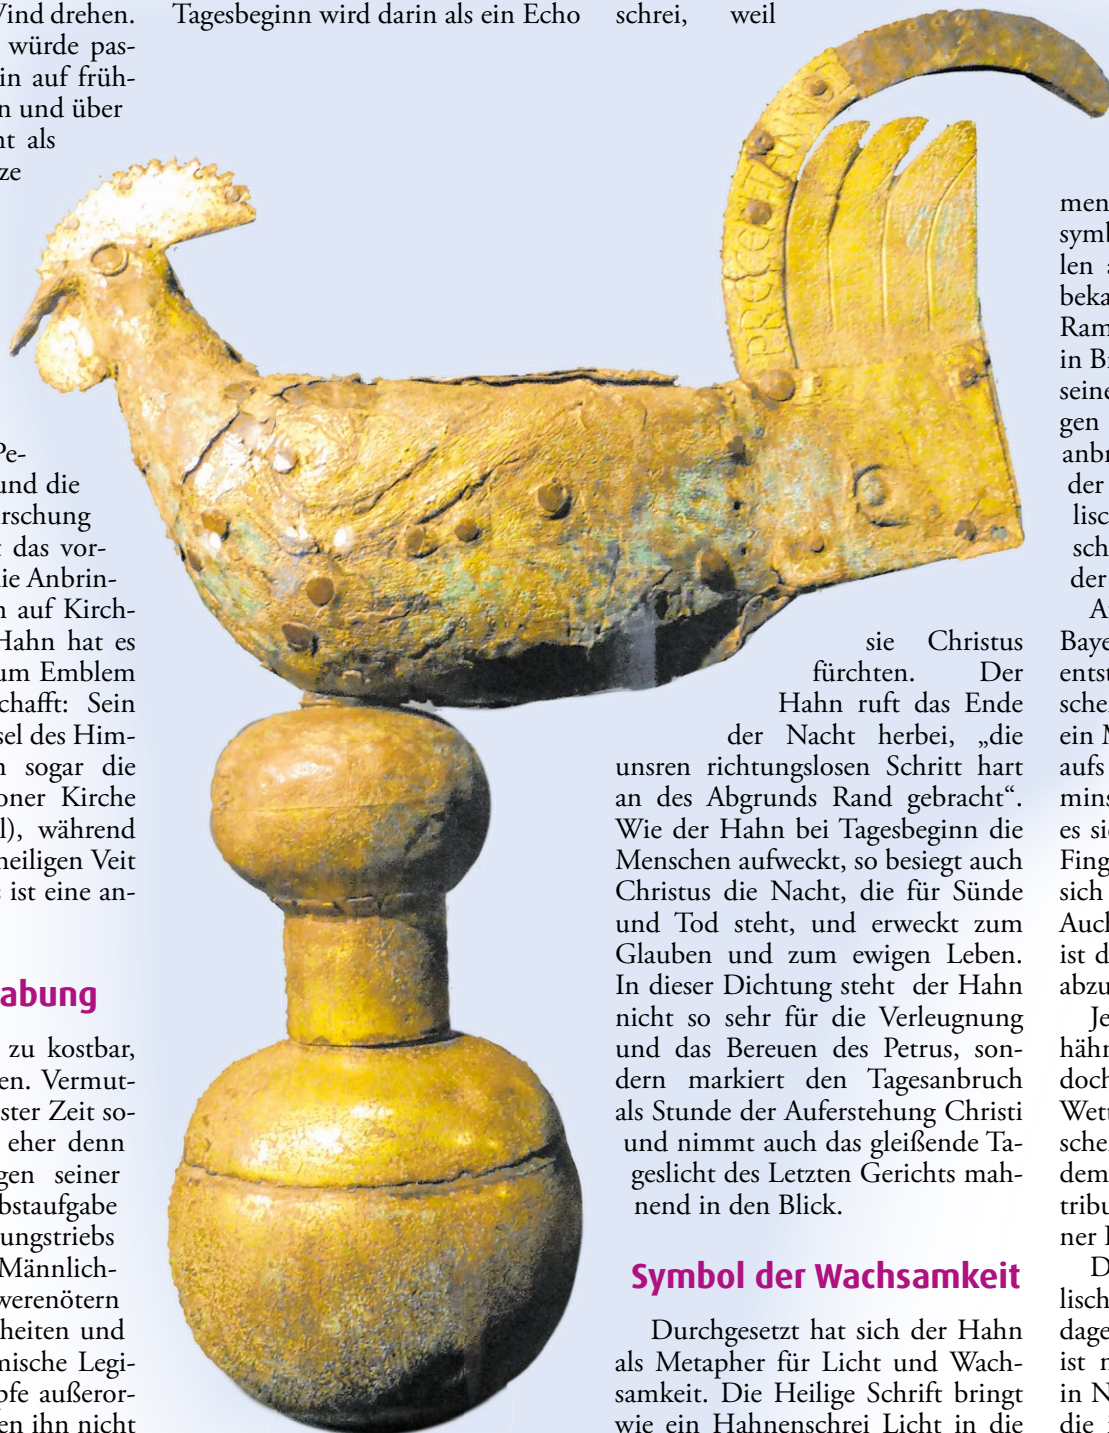 ind drehen.
würde pas-
in auf früh-
n und über
nt als
ze
Pe-
und die
rschung
t das vor-
ie Anbrin-
n auf Kirch-
Hahn hat es
um Emblem
chafft: Sein
sel des Him-
n sogar die
oner Kirche
l), während
heiligen Veit
s ist eine an-
abung
zu kostbar,
en. Vermut-
ster Zeit so-
eher denn
gen seiner
bstaufgabe
ungstriebs
Männlich-
werenötern
heiten und
mische Legi-
pfe außeror-
en ihn nicht
Tagesbeginn wird darin als ein Echo
schrei, weil
sie Christus
fürchten. Der
Hahn ruft das Ende
der Nacht herbei, „die
unsren richtungslosen Schritt hart
an des Abgrunds Rand gebracht“.
Wie der Hahn bei Tagesbeginn die
Menschen aufweckt, so besiegt auch
Christus die Nacht, die für Sünde
und Tod steht, und erweckt zum
Glauben und zum ewigen Leben.
In dieser Dichtung steht der Hahn
nicht so sehr für die Verleugnung
und das Bereuen des Petrus, son-
dern markiert den Tagesanbruch
als Stunde der Auferstehung Christi
und nimmt auch das gleißende Ta-
geslicht des Letzten Gerichts mah-
nend in den Blick.
Symbol der Wachsamkeit
Durchgesetzt hat sich der Hahn
als Metapher für Licht und Wach-
samkeit. Die Heilige Schrift bringt
wie ein Hahnenschrei Licht in die
men
symb
len a
beka
Ram
in B
seine
gen
anbr
der
lisch
sch
der
A
Baye
entst
sche
ein M
aufs
mins
es sic
Fing
sich
Auch
ist d
abzu
Je
hähn
doch
Wett
scher
dem
tribu
ner
D
lisch
dage
ist n
in N
die i